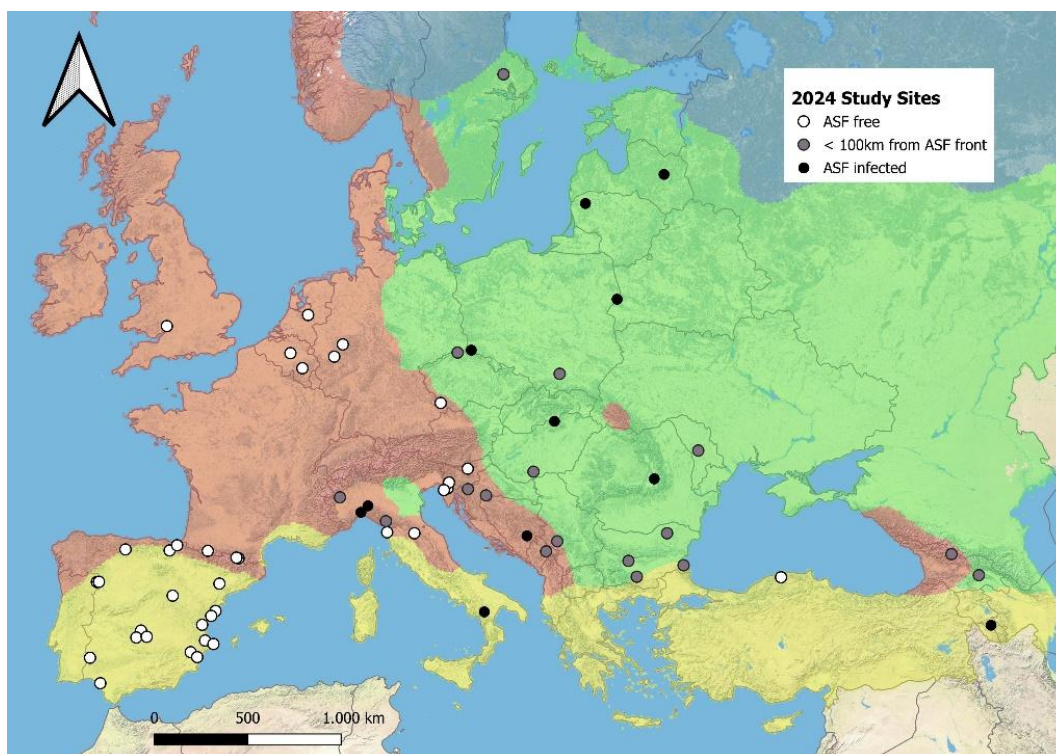 2024 Study Sites
ASF free
< 100km from ASF front
ASF infected
0 500 1.000 km